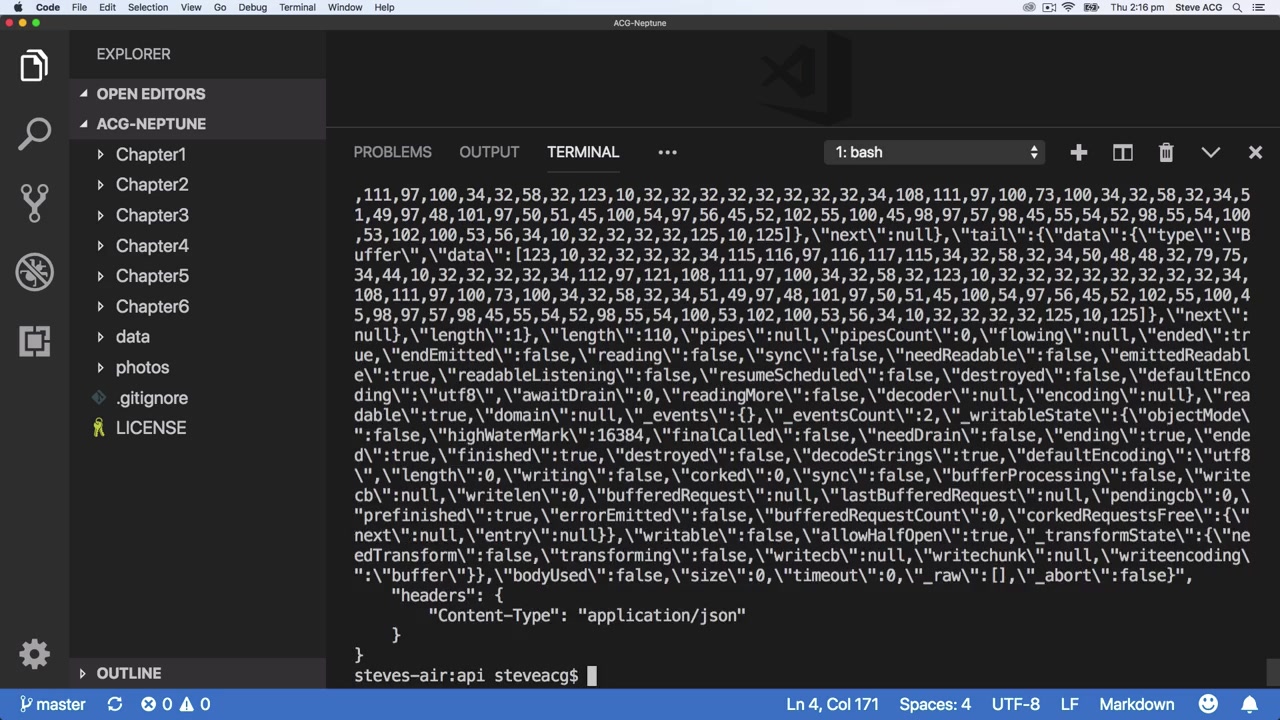 Code File Edit Selection View Go Debug Terminal Window Help Thu 2:16 pm Steve ACG
ACG-Neptune
EXPLORER
OPEN EDITORS
ACG-NEPTUNE
Chapter1
Chapter2
Chapter3
Chapter4
Chapter5
Chapter6
data
photos
.gitignore
LICENSE
OUTLINE
PROBLEMS OUTPUT TERMINAL ••• 1: bash
,111,97,100,34,32,58,32,123,10,32,32,32,32,32,32,32,32,34,108,111,97,100,73,100,34,32,58,32,34,5
1,49,97,48,101,97,50,51,45,100,54,97,56,45,52,102,55,100,45,98,97,57,98,45,55,54,52,98,55,54,100
,53,102,100,53,56,34,10,32,32,32,32,125,10,125]},\"next\":null},\"tail\":{\"data\":{\"type\":\"B
uffer\",\"data\":[123,10,32,32,32,32,34,115,116,97,116,117,115,34,32,58,32,34,50,48,48,32,79,75,
34,44,10,32,32,32,32,34,112,97,121,108,111,97,100,34,32,58,32,123,10,32,32,32,32,32,32,32,32,34,
108,111,97,100,73,100,34,32,58,32,34,51,49,97,48,101,97,50,51,45,100,54,97,56,45,52,102,55,100,4
5,98,97,57,98,45,55,54,52,98,55,54,100,53,102,100,53,56,34,10,32,32,32,32,125,10,125]},\"next\":
null},\"length\":1},\"length\":110,\"pipes\":null,\"pipesCount\":0,\"flowing\":null,\"ended\":tr
ue,\"endEmitted\":false,\"reading\":false,\"sync\":false,\"needReadable\":false,\"emittedReadabl
e\":true,\"readableListening\":false,\"resumeScheduled\":false,\"destroyed\":false,\"defaultEnco
ding\":\"utf8\",\"awaitDrain\":0,\"readingMore\":false,\"decoder\":null,\"encoding\":null},\"rea
dable\":true,\"domain\":null,\"_events\":{},\"_eventsCount\":2,\"_writableState\":{\"objectMode\
":false,\"highWaterMark\":16384,\"finalCalled\":false,\"needDrain\":false,\"ending\":true,\"ende
d\":true,\"finished\":true,\"destroyed\":false,\"decodeStrings\":true,\"defaultEncoding\":\"utf8
\",\"length\":0,\"writing\":false,\"corked\":0,\"sync\":false,\"bufferProcessing\":false,\"write
cb\":null,\"writelen\":0,\"bufferedRequest\":null,\"lastBufferedRequest\":null,\"pendingcb\":0,\
"prefinished\":true,\"errorEmitted\":false,\"bufferedRequestCount\":0,\"corkedRequestsFree\":{\"
next\":null,\"entry\":null}},\"writable\":false,\"allowHalfOpen\":true,\"_transformState\":{\"ne
edTransform\":false,\"transforming\":false,\"writecb\":null,\"writechunk\":null,\"writeencoding\
":\"buffer\"}},\"bodyUsed\":false,\"size\":0,\"timeout\":0,\"_raw\":[],\"_abort\":false}",
"headers": {
"Content-Type": "application/json"
}
}
steves-air:api steveacg$
master 0 0 Ln 4, Col 171 Spaces: 4 UTF-8 LF Markdown